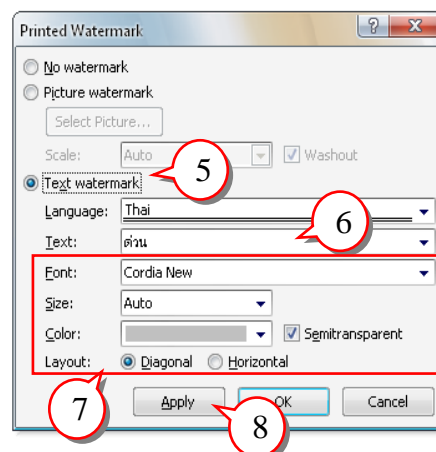 Printed Watermark
No watermark
Picture watermark
Select Picture...
Scale: Auto Washout
5
Text watermark
Language: Thai
6
Text: ด่วน
Font: Cordia New
Size: Auto
Color: Semitransparent
Layout: Diagonal Horizontal
7
Apply OK Cancel
8